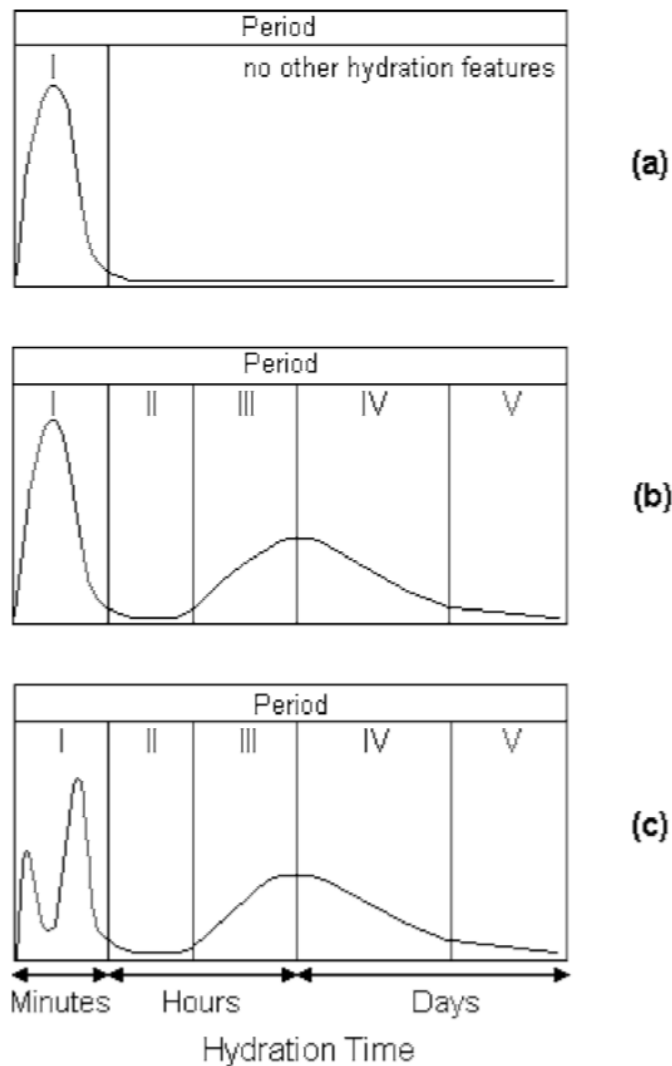 Period
I
no other hydration features
(a)
Period
I II III IV V
(b)
Period
I II III IV V
(c)
Minutes Hours Days
Hydration Time